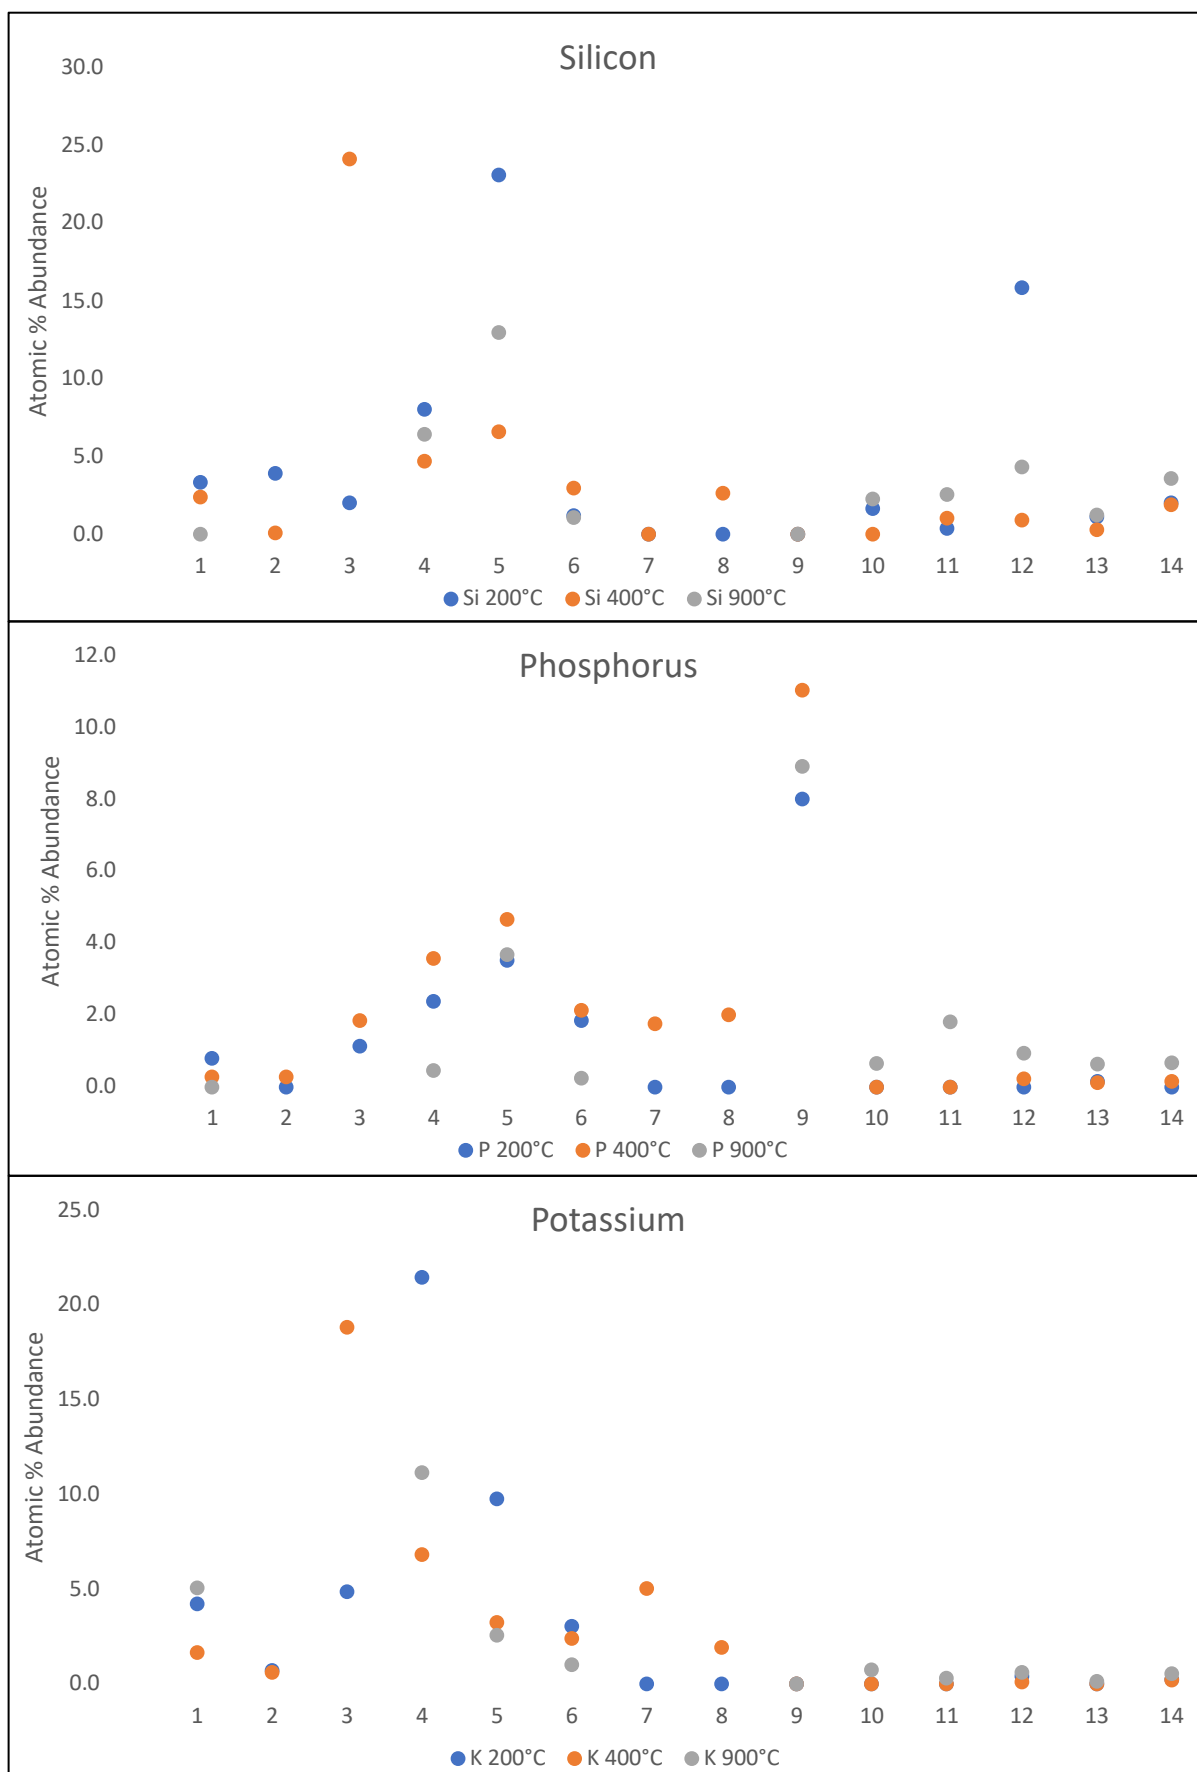 Silicon
30.0
25.0
20.0
15.0
10.0
5.0
0.0
Atomic % Abundance
1 2 3 4 5 6 7 8 9 10 11 12 13 14
Si 200°C Si 400°C Si 900°C
Phosphorus
12.0
10.0
8.0
6.0
4.0
2.0
0.0
Atomic % Abundance
1 2 3 4 5 6 7 8 9 10 11 12 13 14
P 200°C P 400°C P 900°C
Potassium
25.0
20.0
15.0
10.0
5.0
0.0
Atomic % Abundance
1 2 3 4 5 6 7 8 9 10 11 12 13 14
K 200°C K 400°C K 900°C